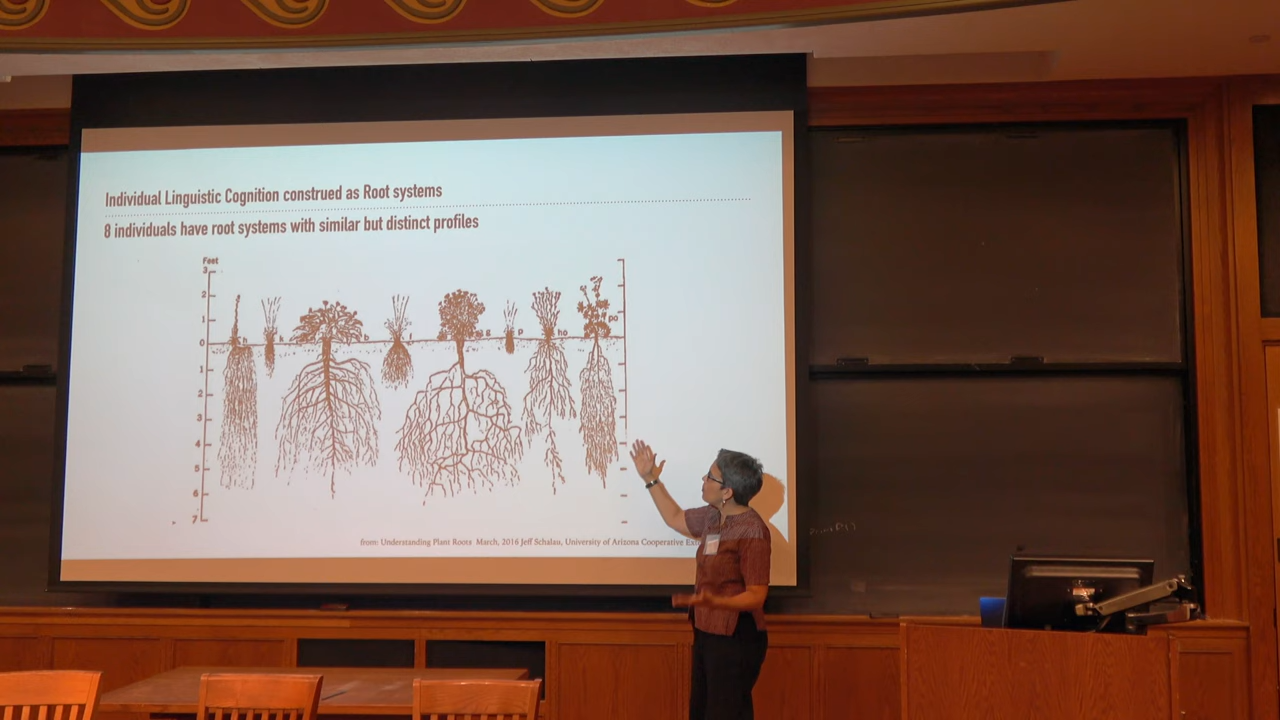 Individual Linguistic Cognition construed as Root systems
8 individuals have root systems with similar but distinct profiles
Feet
3
2
1
0
1
2
3
4
5
6
7
h
k
b
f
g
p
ho
po
from: Understanding Plant Roots March, 2016 Jeff Schalau, University of Arizona Cooperative